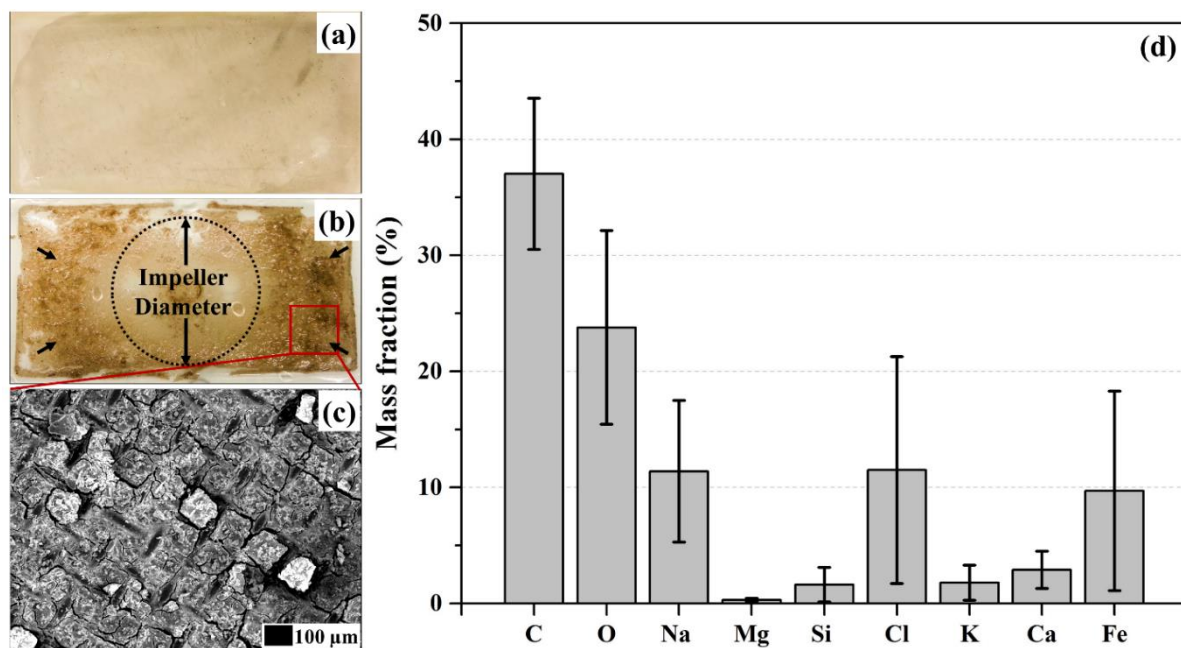 (a)
(b)
Impeller
Diameter
(c)
100 µm
Mass fraction (%)
50
40
30
20
10
0
(d)
C O Na Mg Si Cl K Ca Fe